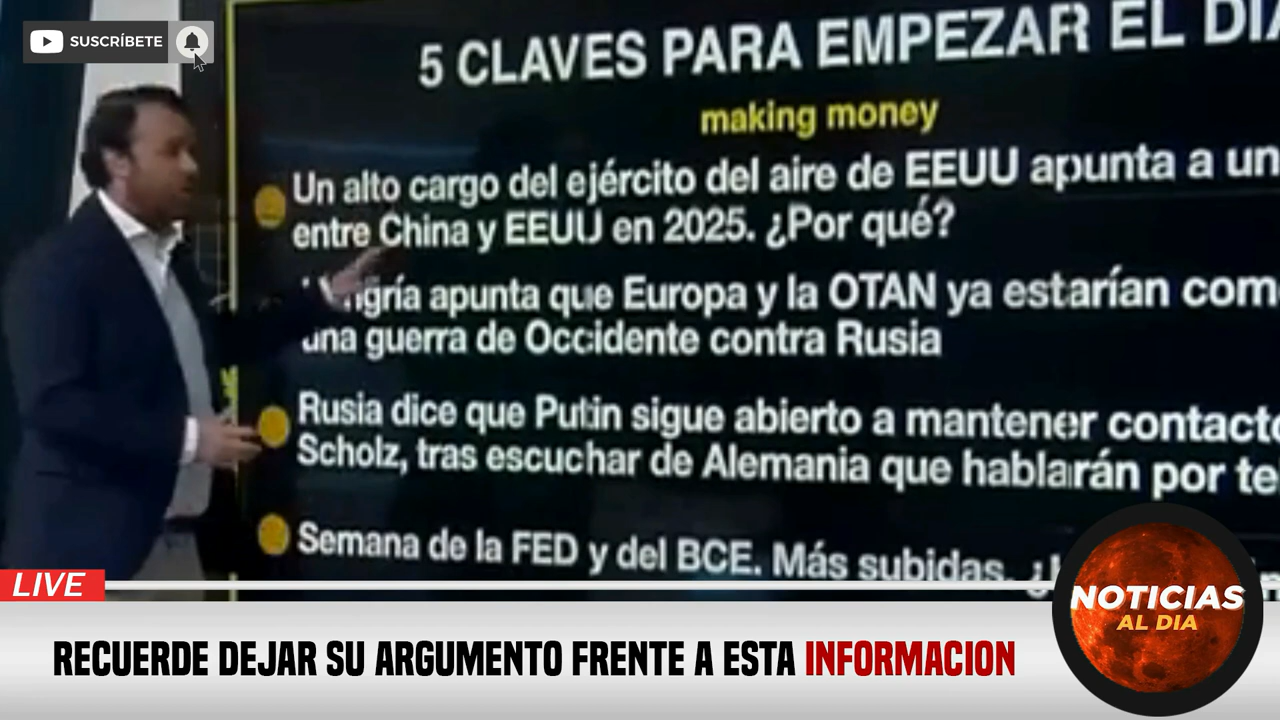 SUSCRÍBETE
5 CLAVES PARA EMPEZAR EL DÍA
making money
Un alto cargo del ejército del aire de EEUU apunta a un
entre China y EEUU en 2025. ¿Por qué?
apunta que Europa y la OTAN ya estarían com
una guerra de Occidente contra Rusia
Rusia dice que Putin sigue abierto a mantener contacto
Scholz, tras escuchar de Alemania que hablarán por te
Semana de la FED y del BCE. Más subidas.
LIVE
NOTICIAS
AL DIA
RECUERDE DEJAR SU ARGUMENTO FRENTE A ESTA INFORMACION